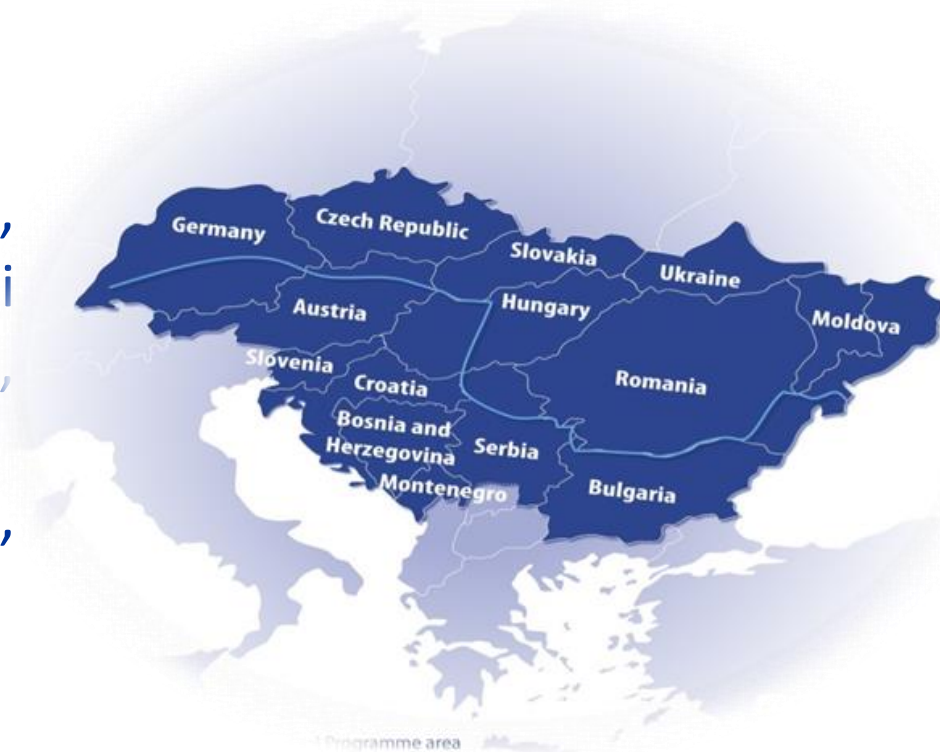 ,
i
,
,
Germany
Czech Republic
Slovakia
Ukraine
Austria
Hungary
Moldova
Slovenia
Croatia
Romania
Bosnia and
Herzegovina
Serbia
Montenegro
Bulgaria
Programme area